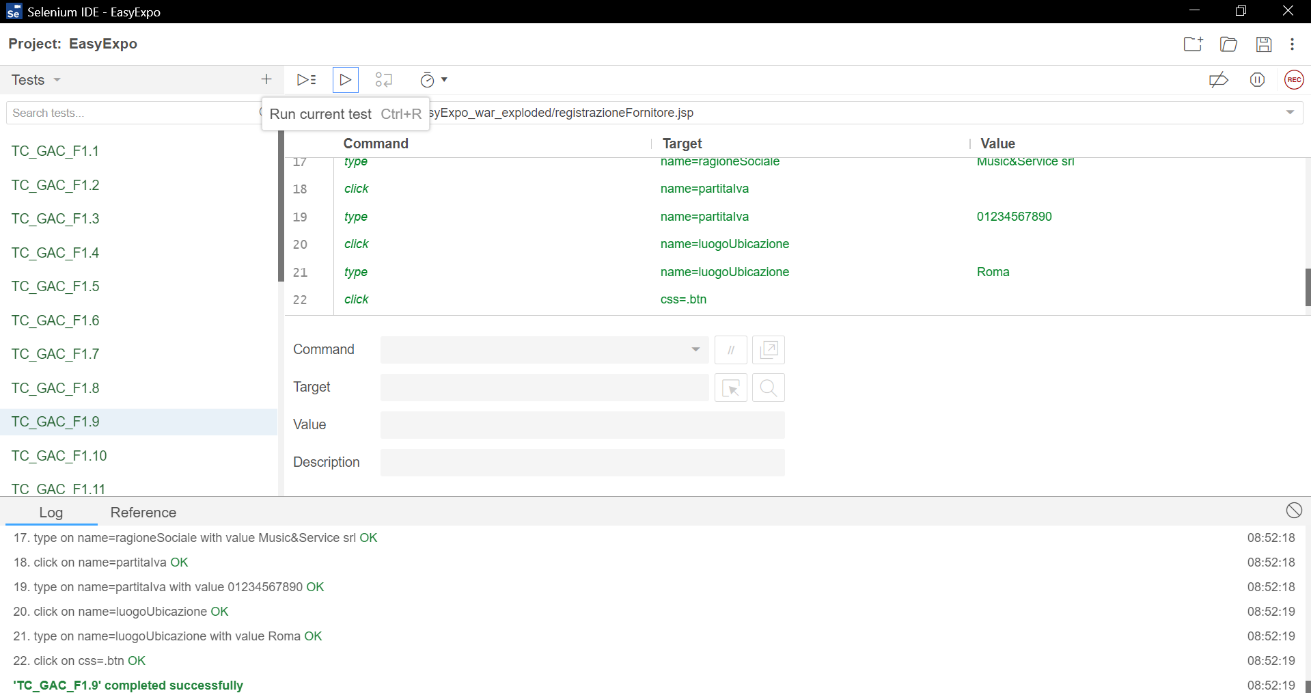 Se Selenium IDE - EasyExpo
Project: EasyExpo
Tests
REC
Search tests...
Run current test Ctrl+R
syExpo_war_exploded/registrazioneFornitore.jsp
Command Target Value
TC_GAC_F1.1
TC_GAC_F1.2
TC_GAC_F1.3
TC_GAC_F1.4
TC_GAC_F1.5
TC_GAC_F1.6
TC_GAC_F1.7
TC_GAC_F1.8
TC_GAC_F1.9
TC_GAC_F1.10
TC_GAC_F1.11
17 type name=ragioneSociale Music&Service srl
18 click name=partitaIva
19 type name=partitaIva 01234567890
20 click name=luogoUbicazione
21 type name=luogoUbicazione Roma
22 click css=.btn
Command //
Target
Value
Description
Log Reference
17. type on name=ragioneSociale with value Music&Service srl OK 08:52:18
18. click on name=partitaIva OK 08:52:18
19. type on name=partitaIva with value 01234567890 OK 08:52:18
20. click on name=luogoUbicazione OK 08:52:19
21. type on name=luogoUbicazione with value Roma OK 08:52:19
22. click on css=.btn OK 08:52:19
'TC_GAC_F1.9' completed successfully 08:52:19